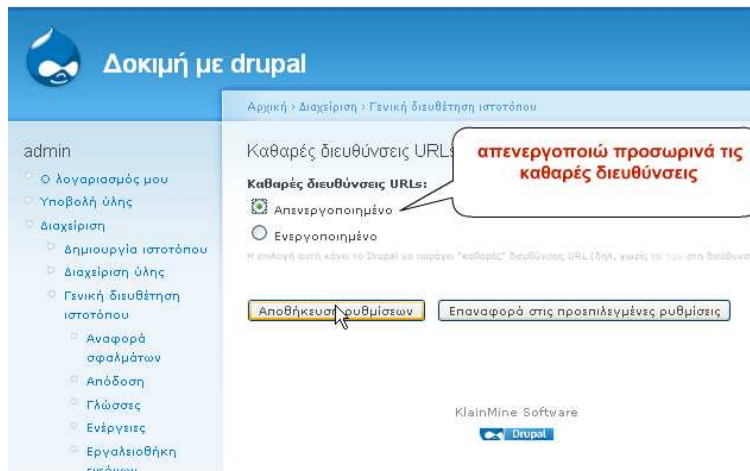 Δοκιμή με drupal
Αρχική › Διαχείριση › Γενική διευθέτηση ιστοτόπου
admin
Ο λογαριασμός μου
Υποβολή ύλης
Διαχείριση
Δημιουργία ιστοτόπου
Διαχείριση ύλης
Γενική διευθέτηση
ιστοτόπου
Αναφορά
σφαλμάτων
Απόδοση
Γλώσσες
Ενέργειες
Εργαλειοθήκη
Καθαρές διευθύνσεις URLs
απενεργοποιώ προσωρινά τις
καθαρές διευθύνσεις
Καθαρές διευθύνσεις URLs:
Απενεργοποιημένο
Ενεργοποιημένο
Η επιλογή αυτή κάνει το Drupal να παράγει "καθαρές" διευθύνσεις URL (δηλ. χωρίς το ?q= στη
Αποθήκευση ρυθμίσεων
Επαναφορά στις προεπιλεγμένες ρυθμίσεις
KlainMine Software
Drupal